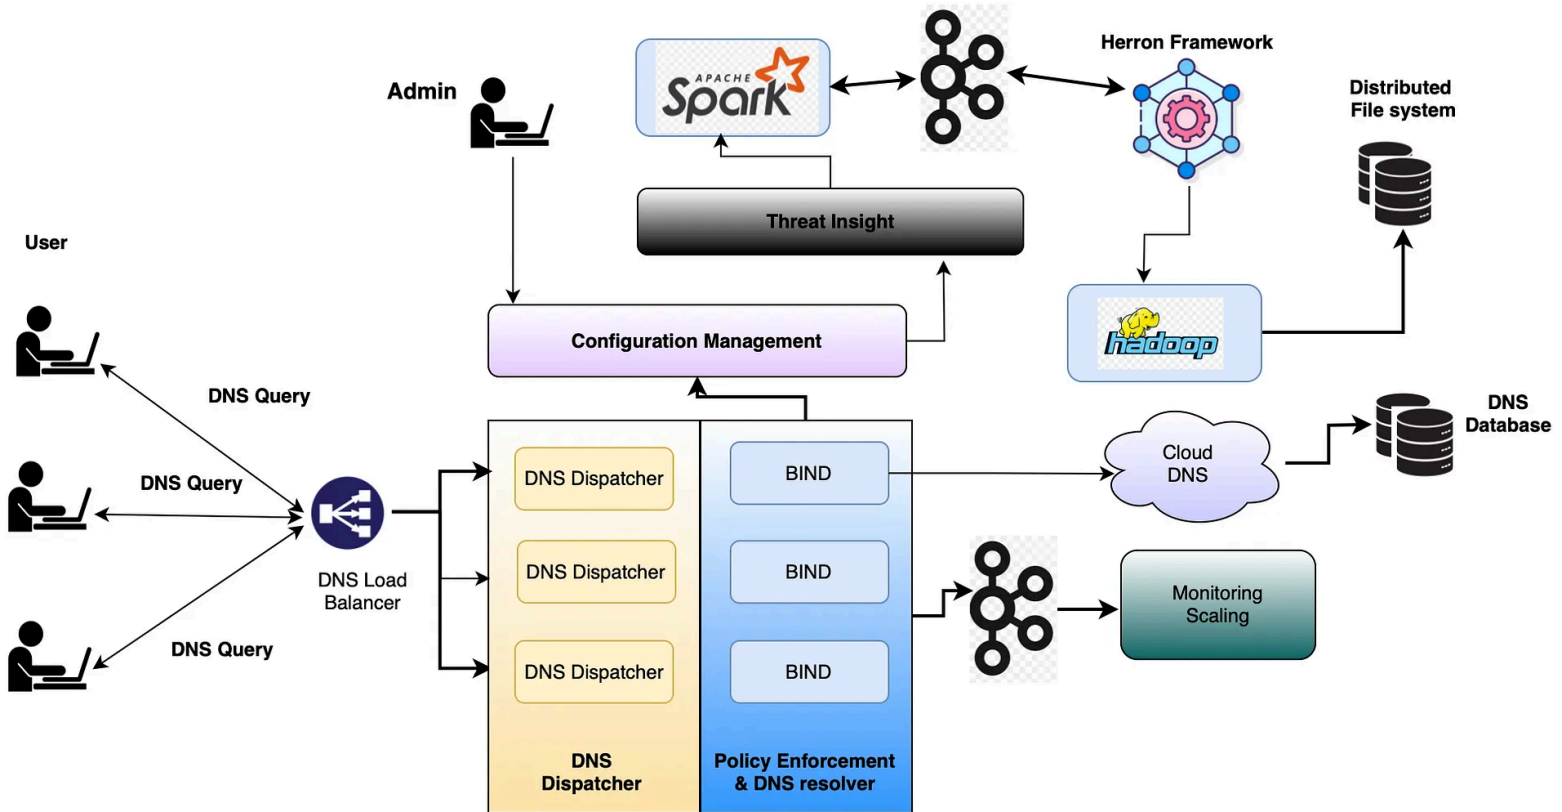 Herron Framework
Admin
APACHE
Spark
Distributed
File system
Threat Insight
User
hadoop
Configuration Management
DNS Query
DNS
Database
DNS Query
DNS Dispatcher
BIND
Cloud
DNS
DNS Load
Balancer
DNS Dispatcher
BIND
Monitoring
Scaling
DNS Query
DNS Dispatcher
BIND
DNS
Dispatcher
Policy Enforcement
& DNS resolver